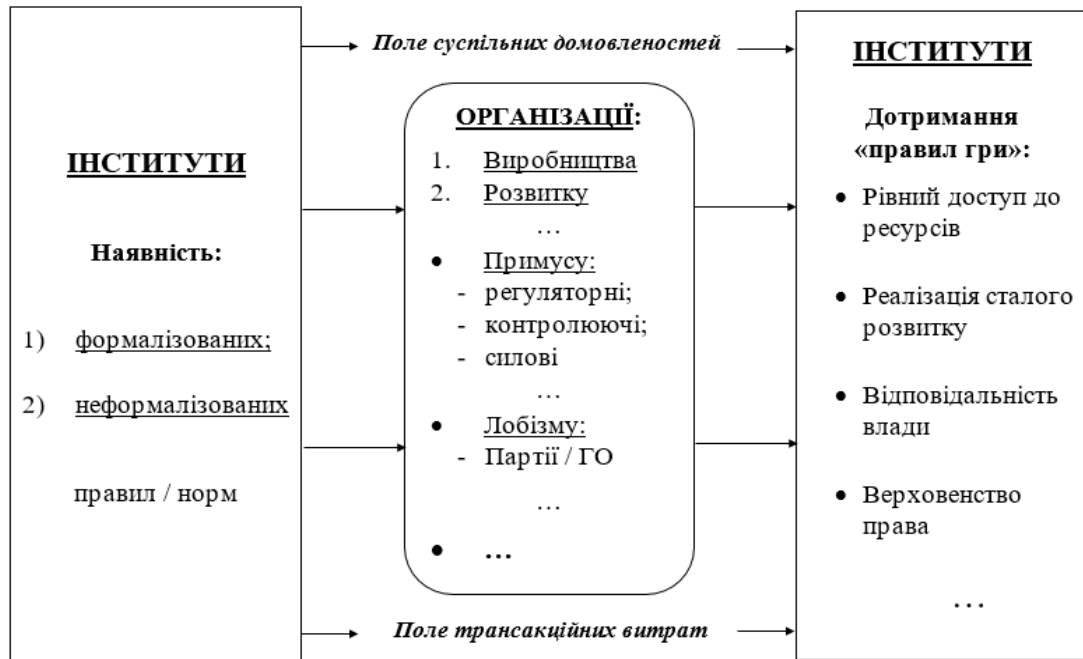 ІНСТИТУТИ
Наявність:
1) формалізованих;
2) неформалізованих
правил / норм
Поле суспільних домовленостей
ОРГАНІЗАЦІЇ:
1. Виробництва
2. Розвитку
…
• Примусу:
- регуляторні;
- контролюючі;
- силові
…
• Лобізму:
- Партії / ГО
…
• …
Поле трансакційних витрат
ІНСТИТУТИ
Дотримання
«правил гри»:
• Рівний доступ до
ресурсів
• Реалізація сталого
розвитку
• Відповідальність
влади
• Верховенство
права
…